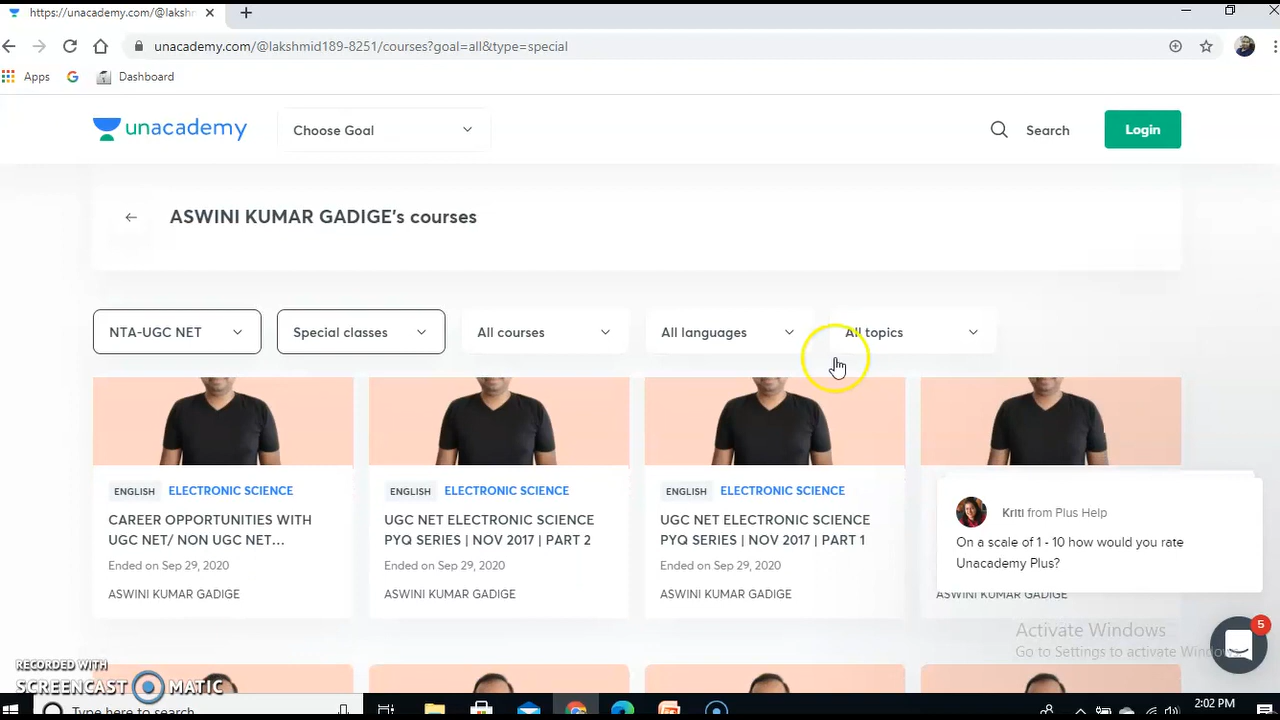 https://unacademy.com/@lakshm
unacademy.com/@lakshmid189-8251/courses?goal=all&type=special
Apps
Dashboard
unacademy
Choose Goal
Search
Login
ASWINI KUMAR GADIGE's courses
NTA-UGC NET
Special classes
All courses
All languages
All topics
ENGLISH ELECTRONIC SCIENCE
CAREER OPPORTUNITIES WITH
UGC NET/ NON UGC NET...
Ended on Sep 29, 2020
ASWINI KUMAR GADIGE
ENGLISH ELECTRONIC SCIENCE
UGC NET ELECTRONIC SCIENCE
PYQ SERIES | NOV 2017 | PART 2
Ended on Sep 29, 2020
ASWINI KUMAR GADIGE
ENGLISH ELECTRONIC SCIENCE
UGC NET ELECTRONIC SCIENCE
PYQ SERIES | NOV 2017 | PART 1
Ended on Sep 29, 2020
ASWINI KUMAR GADIGE
ASWINI KUMAR GADIGE
Kriti from Plus Help
On a scale of 1 - 10 how would you rate
Unacademy Plus?
5
Activate Windows
Go to Settings to activate Windows.
RECORDED WITH
SCREENCAST MATIC
Type here to search
2:02 PM